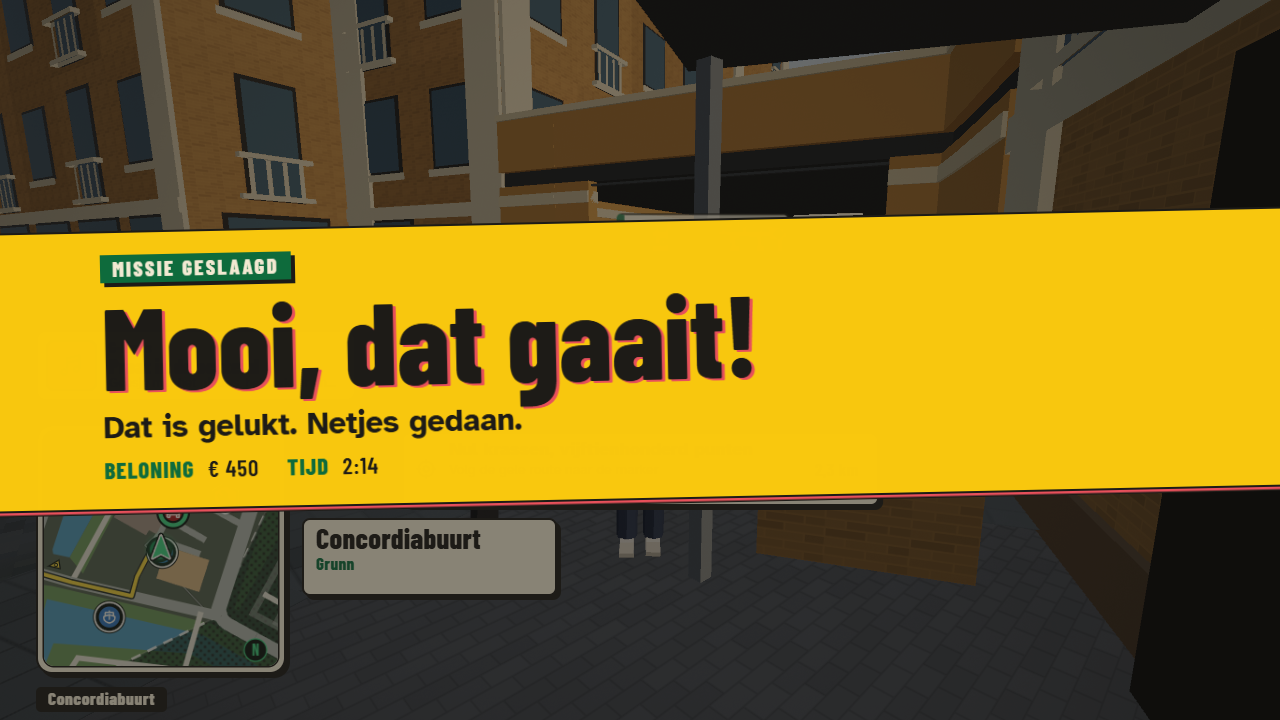 MISSIE GESLAAGD
Mooi, dat gaait!
Dat is gelukt. Netjes gedaan.
BELONING € 450 TIJD 2:14
Concordiabuurt
Grunn
N
Concordiabuurt